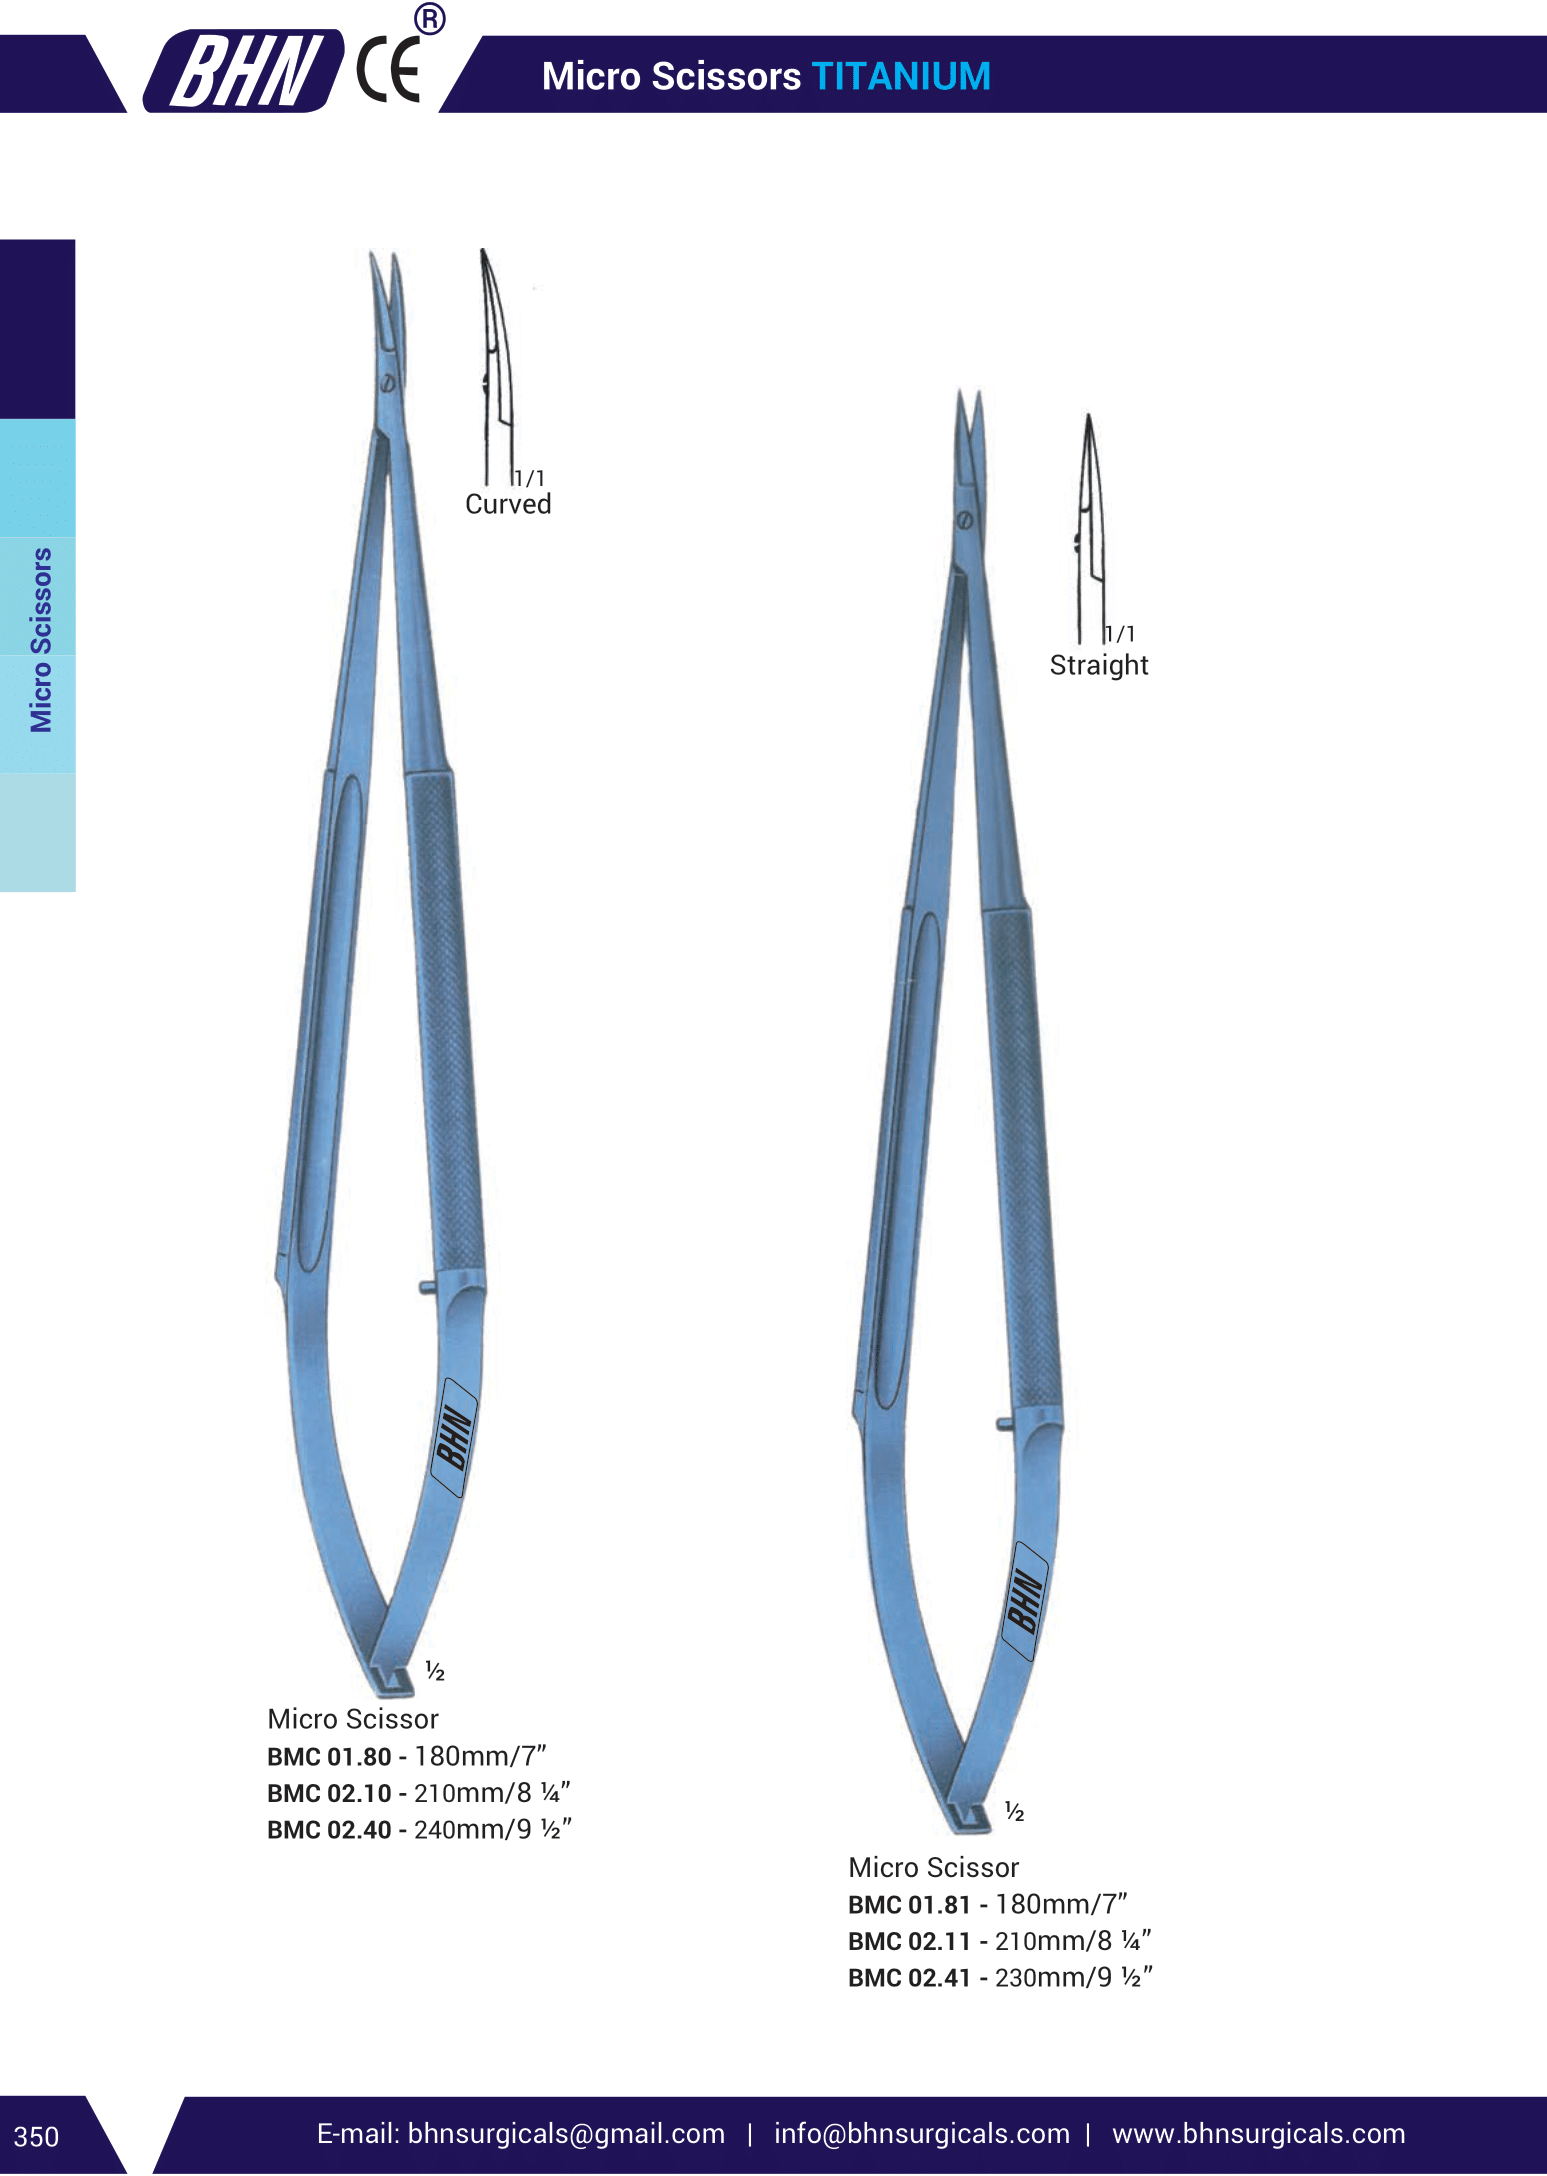 BHN CE ®
Micro Scissors TITANIUM
Micro Scissors
1/1
Curved
1/1
Straight
BHN
BHN
½
Micro Scissor
BMC 01.80 - 180mm/7”
BMC 02.10 - 210mm/8 ¼”
BMC 02.40 - 240mm/9 ½”
½
Micro Scissor
BMC 01.81 - 180mm/7”
BMC 02.11 - 210mm/8 ¼”
BMC 02.41 - 230mm/9 ½”
350
E-mail: bhnsurgicals@gmail.com | info@bhnsurgicals.com | www.bhnsurgicals.com